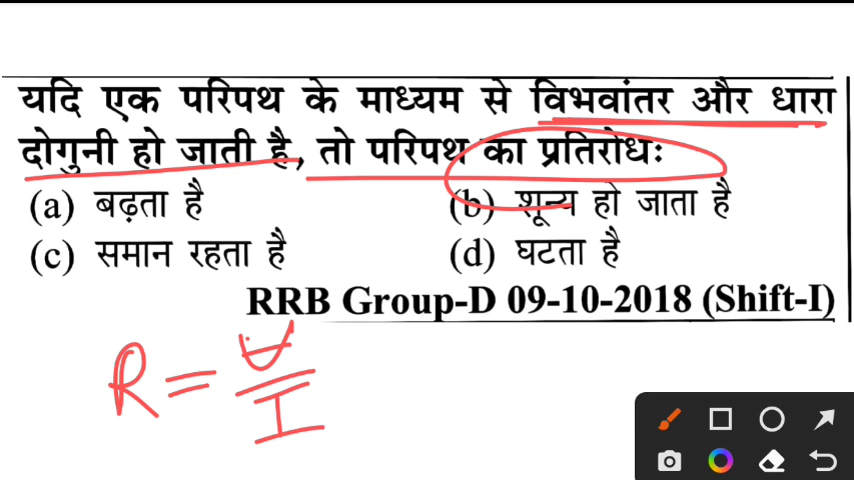 यदि एक परिपथ के माध्यम से विभवांतर और धारा
दोगुनी हो जाती है, तो परिपथ का प्रतिरोधः
(a) बढ़ता है (b) शून्य हो जाता है
(c) समान रहता है (d) घटता है
RRB Group-D 09-10-2018 (Shift-I)
R = V
I